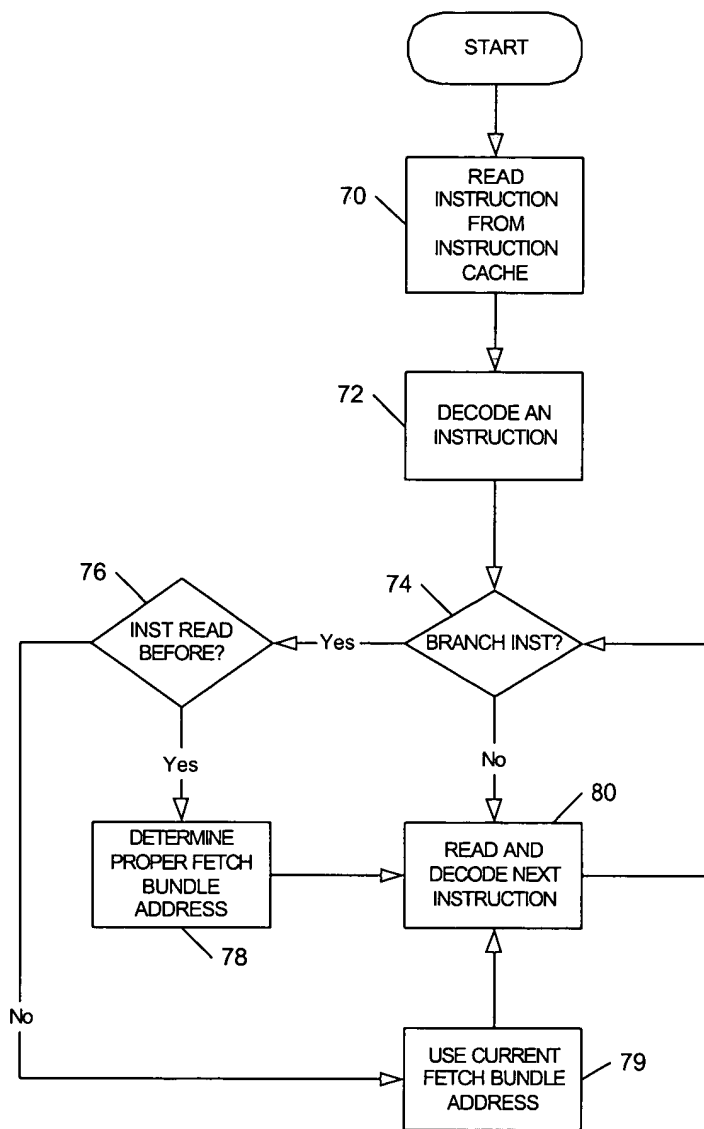 START
70
READ
INSTRUCTION
FROM
INSTRUCTION
CACHE
72
DECODE AN
INSTRUCTION
76
INST READ
BEFORE?
Yes
74
BRANCH INST?
Yes
No
DETERMINE
PROPER FETCH
BUNDLE
ADDRESS
78
80
READ AND
DECODE NEXT
INSTRUCTION
No
USE CURRENT
FETCH BUNDLE
ADDRESS
79